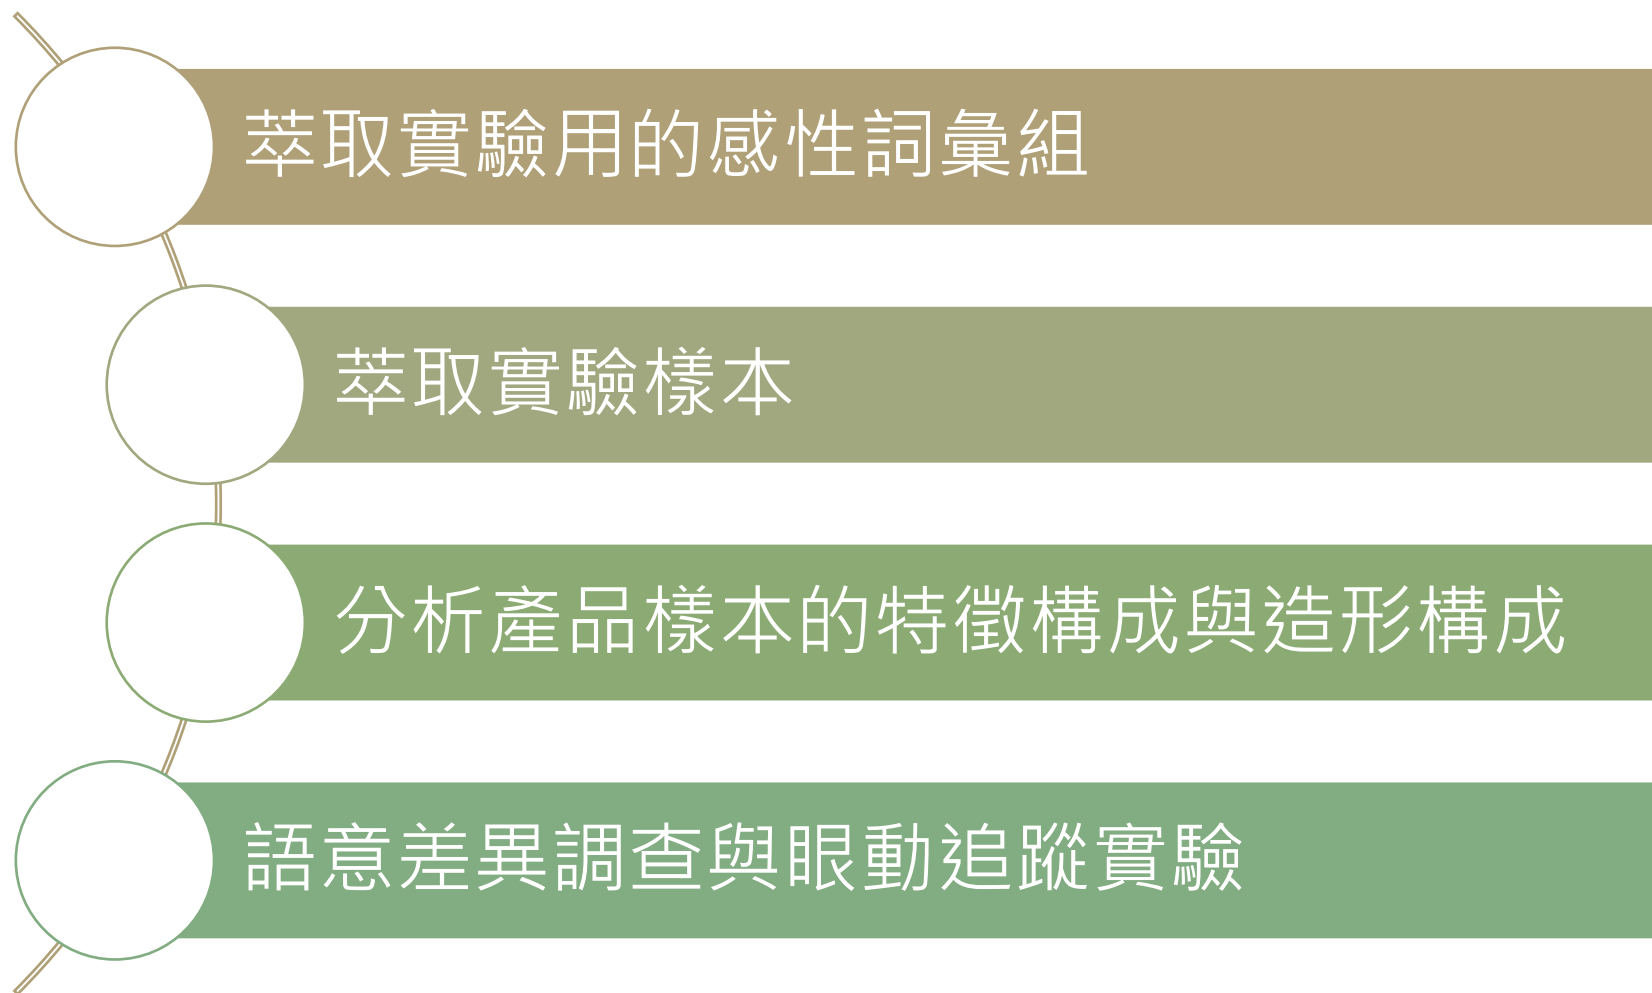 萃取實驗用的感性詞彙組
萃取實驗樣本
分析產品樣本的特徵構成與造形構成
語意差異調查與眼動追蹤實驗